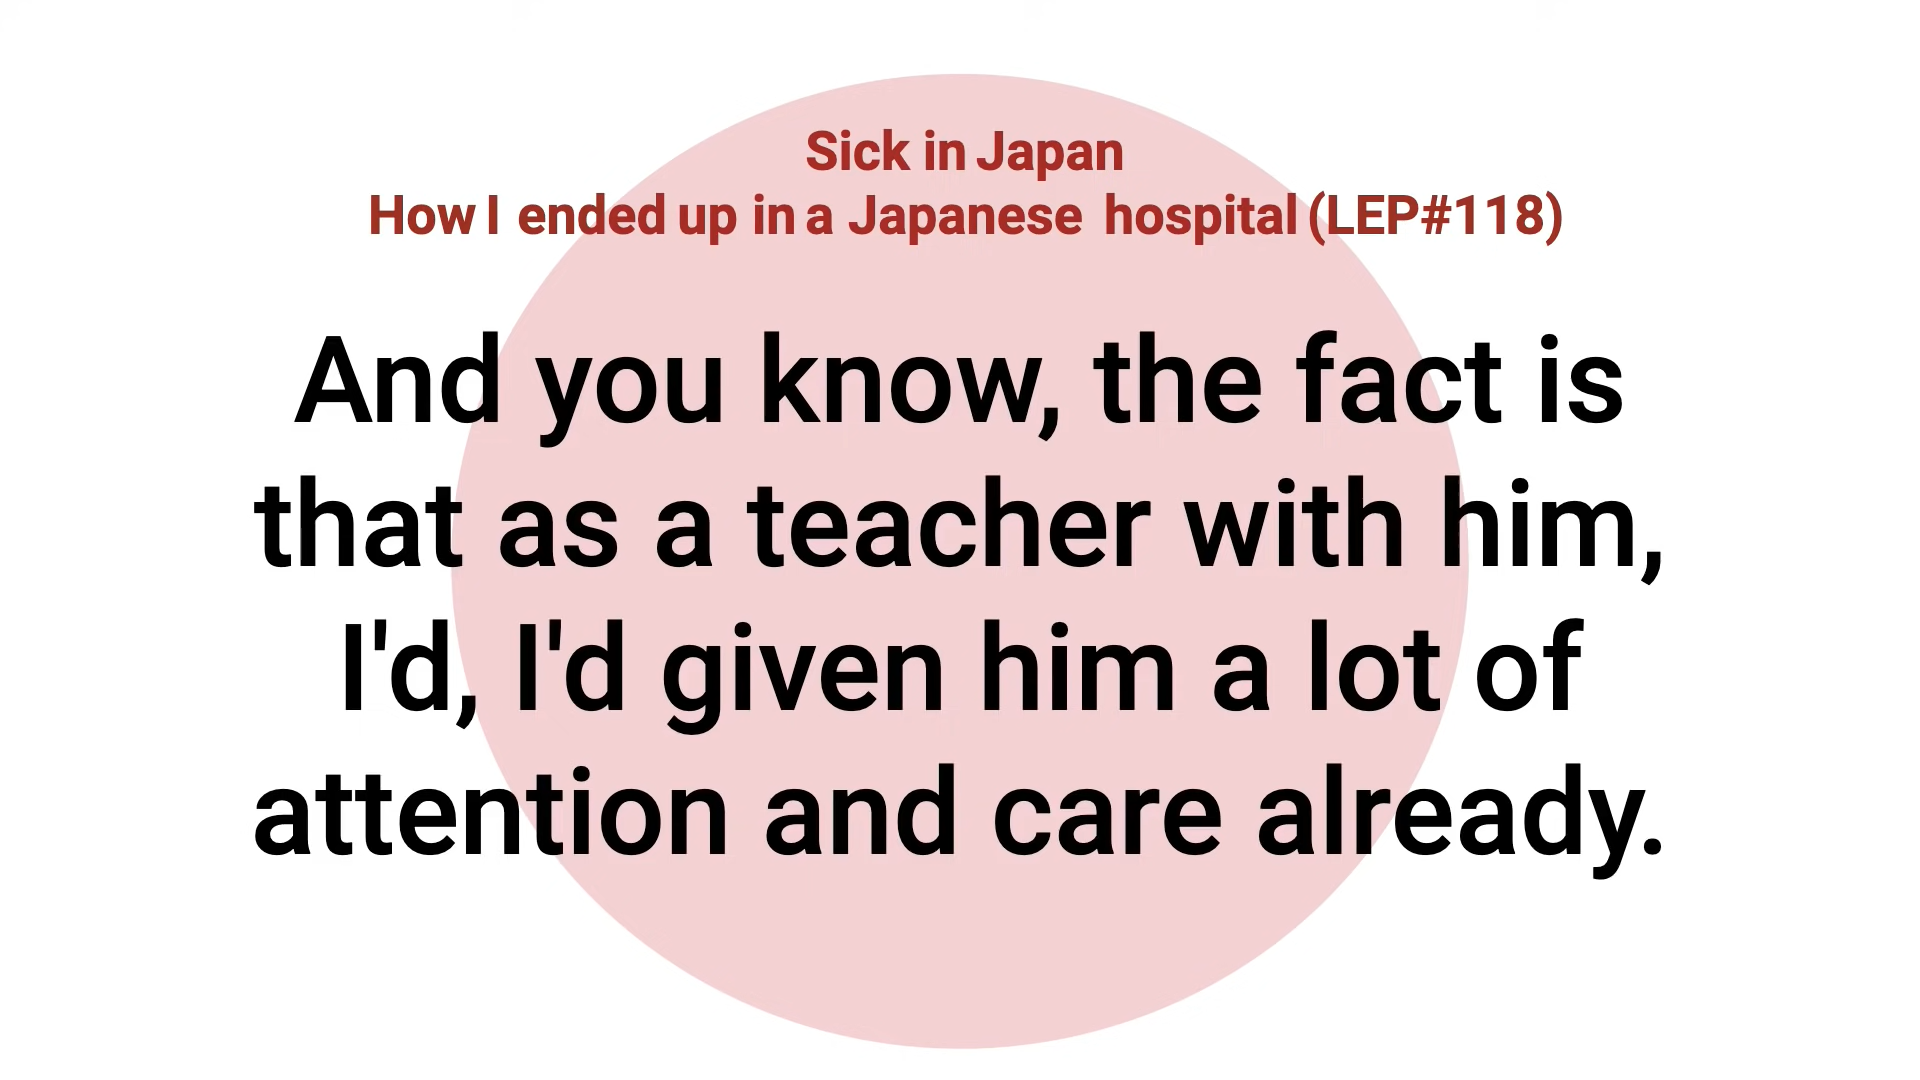 Sick in Japan
How I ended up in a Japanese hospital (LEP#118)
And you know, the fact is
that as a teacher with him,
I'd, I'd given him a lot of
attention and care already.